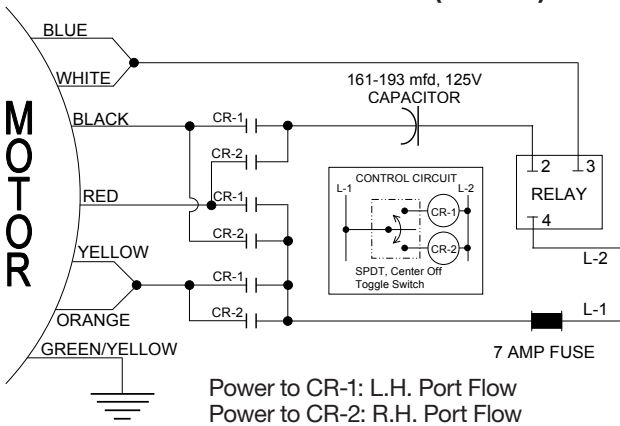 BLUE
WHITE
MOTOR
BLACK
RED
YELLOW
ORANGE
GREEN/YELLOW
CR-1
CR-2
CR-1
CR-2
CR-1
CR-2
161-193 mfd, 125V
CAPACITOR
CONTROL CIRCUIT
L-1
L-2
CR-1
CR-2
SPDT, Center Off
Toggle Switch
2 3
RELAY
4
L-2
L-1
7 AMP FUSE
Power to CR-1: L.H. Port Flow
Power to CR-2: R.H. Port Flow